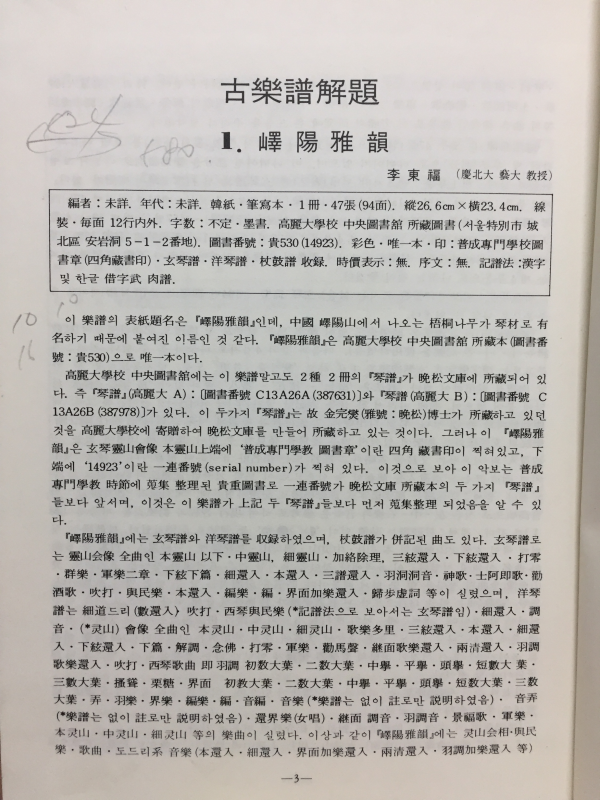 古樂譜解題
1. 嶧陽雅韻
李東福 (慶北大 藝大 教授)
編者：未詳. 年代：未詳. 韓紙・筆寫本・1冊・47張(94面). 縱26.6cm×橫23.4cm. 線
裝・毎面 12行内外. 字数：不定・墨書. 高麗大學校 中央圖書舘 所藏圖書(서울特別市 城
北區 安岩洞 5－1－2番地). 圖書番號：貴530(14923). 彩色・唯一本・印：普成專門學校圖
書章(四角藏書印)・玄琴譜・洋琴譜・杖鼓譜 收録. 時價表示：無. 序文：無. 記譜法：漢字
및 한글 借字武 肉譜.
이 樂譜의 表紙題名은『嶧陽雅韻』인데, 中國 嶧陽山에서 나오는 梧桐나무가 琴材로 有
名하기 때문에 붙여진 이름인 것 같다. 『嶧陽雅韻』은 高麗大學校 中央圖書舘 所藏本(圖書番
號：貴530)으로 唯一本이다.
高麗大學校 中央圖書舘에는 이 樂譜말고도 2種 2冊의『琴譜』가 晚松文庫에 所藏되어 있
다. 즉『琴譜』(高麗大 A)：[圖書番號 C13A26A(387631)]와『琴譜(高麗大 B)：[圖書番號 C
13A26B(387978)]가 있다. 이 두가지『琴譜』는 故 金完燮(雅號：晚松)博士가 所藏하고 있던
것을 高麗大學校에 寄贈하여 晚松文庫를 만들어 所藏하고 있는 것이다. 그러나 이 『嶧陽雅
韻』은 玄琴靈山會像 本靈山上端에 ‘普成專門學教 圖書章’이란 四角 藏書印이 찍혀있고, 下
端에 ‘14923’이란 一連番號(serial number)가 찍혀 있다. 이것으로 보아 이 악보는 普成
專門學教 時節에 蒐集 整理된 貴重圖書로 一連番號가 晚松文庫 所藏本의 두 가지 『琴譜』
들보다 앞서며, 이것은 이 樂譜가 上記 두『琴譜』들보다 먼저 蒐集整理 되었음을 알 수 있
다.
『嶧陽雅韻』에는 玄琴譜와 洋琴譜를 収録하였으며, 杖鼓譜가 併記된 曲도 있다. 玄琴譜로
는 靈山会像 全曲인 本靈山 以下・中靈山, 細靈山・加絡除理, 三絃還入・下絃還入 ・打零
・群樂・軍樂二章・下絃下篇・細還入・本還入・三譜還入・羽洞洞音・神歌・士阿即歌・勸
酒歌・吹打・與民樂・本還入・編樂・編・界面加樂還入・歸歩虛詞 等이 실렸으며, 洋琴
譜는 細道드리(數還入) 吹打・西琴與民樂(*記譜法으로 보아서는 玄琴譜임)・細還入・調
音・(*灵山) 會像 全曲인 本灵山・中灵山・細灵山・歌樂多里・三絃還入・本還入・細還
入・下絃還入・下篇・解調・念佛・打零・軍樂・勸馬聲・継面歌樂還入・兩清還入・羽調
歌樂還入・吹打・西琴歌曲 即 羽調 初数大葉・二数大葉・中擧・平擧・頭擧・短數大 葉・
三數大葉・搔聳・栗糖・界面 初教大葉・二数大葉・中擧・平擧・頭擧・短数大葉・三数
大葉・弄・羽樂・界樂・編樂・編・音編・音樂(*樂譜는 없이 註로만 說明하였음)・ 音弄
(*樂譜는 없이 註로만 說明하였음)・還界樂(女唱)・継面 調音・羽調音・景福歌・軍樂・
本灵山・中灵山・細灵山 等의 樂曲이 실렸다. 이상과 같이『嶧陽雅韻』에는 灵山会相・與民
樂・歌曲・도드리系 音樂(本還入・細還入・界面加樂還入・兩清還入・羽調加樂還入 等)
—3—
680
10
10
16